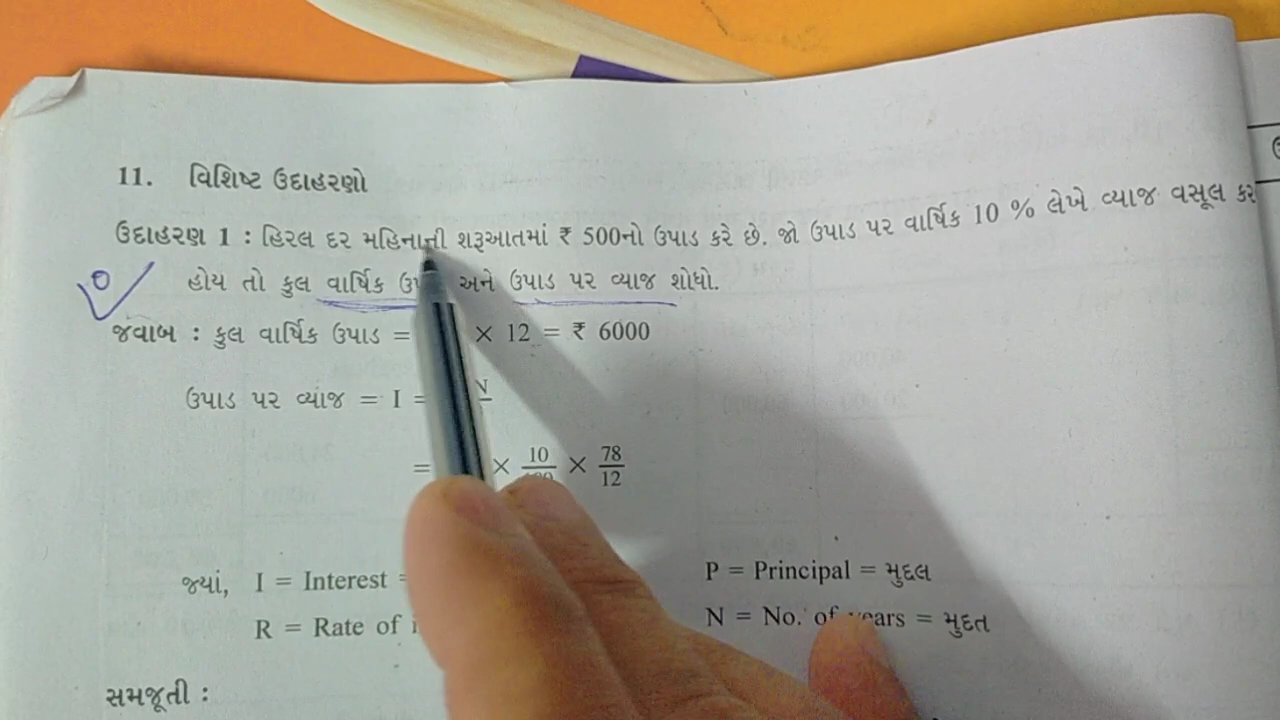 11. વિશિષ્ટ ઉદાહરણો
ઉદાહરણ 1 : હિરલ દર મહિનાની શરૂઆતમાં ₹ 500નો ઉપાડ કરે છે. જો ઉપાડ પર વાર્ષિક 10 % લેખે વ્યાજ વસૂલ કર
હોય તો કુલ વાર્ષિક અને ઉપાડ પર વ્યાજ શોધો.
જવાબ : કુલ વાર્ષિક ઉપાડ = × 12 = ₹ 6000
ઉપાડ પર વ્યાજ = I = N
= × 10 × 78/12
જ્યાં, I = Interest = P = Principal = મુદ્દલ
R = Rate of N = No. of years = મુદ્દત
સમજૂતી :